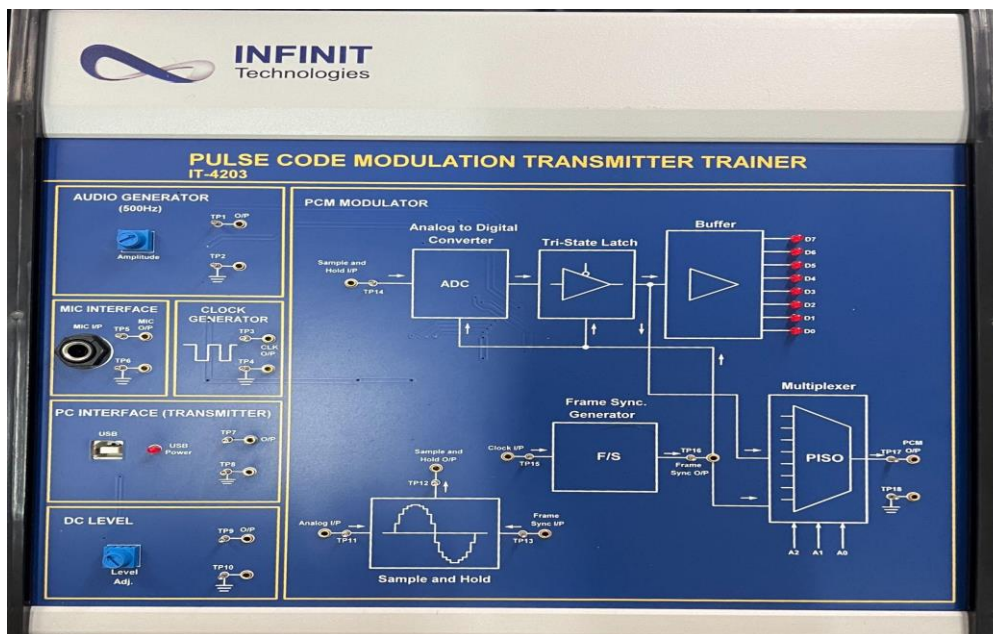 INFINIT
Technologies
PULSE CODE MODULATION TRANSMITTER TRAINER
IT-4203
AUDIO GENERATOR
(500Hz)
TP1 O/P
Amplitude
TP2
MIC INTERFACE
MIC I/P
TP5
MIC
O/P
TP6
CLOCK
GENERATOR
TP3
CLK
O/P
TP4
PC INTERFACE (TRANSMITTER)
USB
USB
Power
TP7
O/P
TP8
DC LEVEL
TP9 O/P
Level
Adj.
TP10
PCM MODULATOR
Analog to Digital
Converter
Sample and
Hold I/P
TP14
ADC
Tri-State Latch
Buffer
D7
D6
D5
D4
D3
D2
D1
D0
Frame Sync.
Generator
Clock I/P
TP15
F/S
TP16
Frame
Sync O/P
Multiplexer
PISO
TP17
PCM
O/P
TP18
A2 A1 A0
Sample and
Hold O/P
TP12
Analog I/P
TP11
Frame
Sync I/P
TP13
Sample and Hold